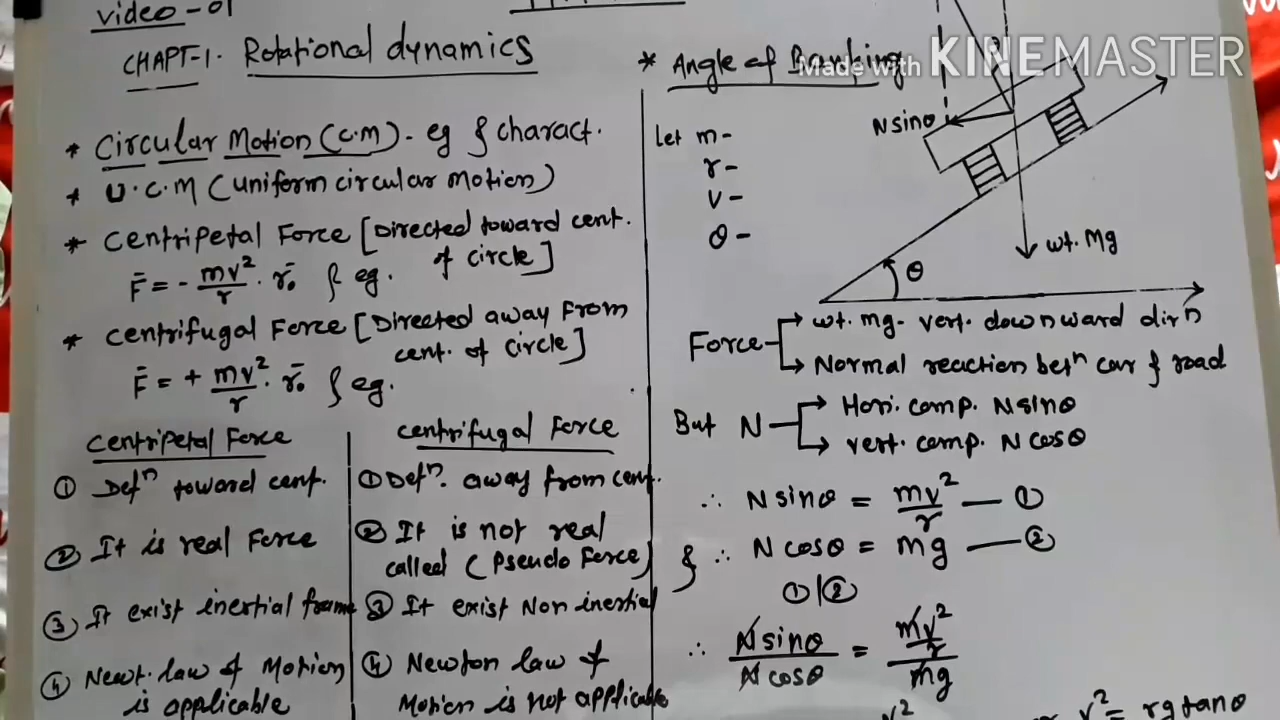 video - 01
CHAPT-1. Rotational dynamics
* Circular Motion (C.M) - eg & charact.
* U.C.M (uniform circular Motion)
* Centripetal Force [Directed toward cent. of circle]
F̄ = - mv²/r · r̄₀ & eg.
* Centrifugal Force [Directed away From cent. of circle]
F̄ = + mv²/r · r̄₀ & eg.
Centripetal Force
① Defⁿ toward cent.
② It is real Force
③ It exist inertial frame
④ Newt. law of Motion is applicable
Centrifugal Force
① Defⁿ. away from cent.
② It is not real called (Pseudo Force)
③ It exist Non inertial
④ Newton law of Motion is not applicable
* Angle of Banking
Made with KINEMASTER
Let m-
r-
v-
θ-
N sinθ
wt. Mg
θ
Force → wt. mg - vert. downward dirⁿ
→ Normal reaction betⁿ car & road
But N → Hori. comp. N sinθ
→ vert. comp. N cosθ
∴ N sinθ = mv²/r — ①
& ∴ N cosθ = mg — ②
①/②
∴ N sinθ / N cosθ = mv²/r / mg
v²
v² = rg tanθ